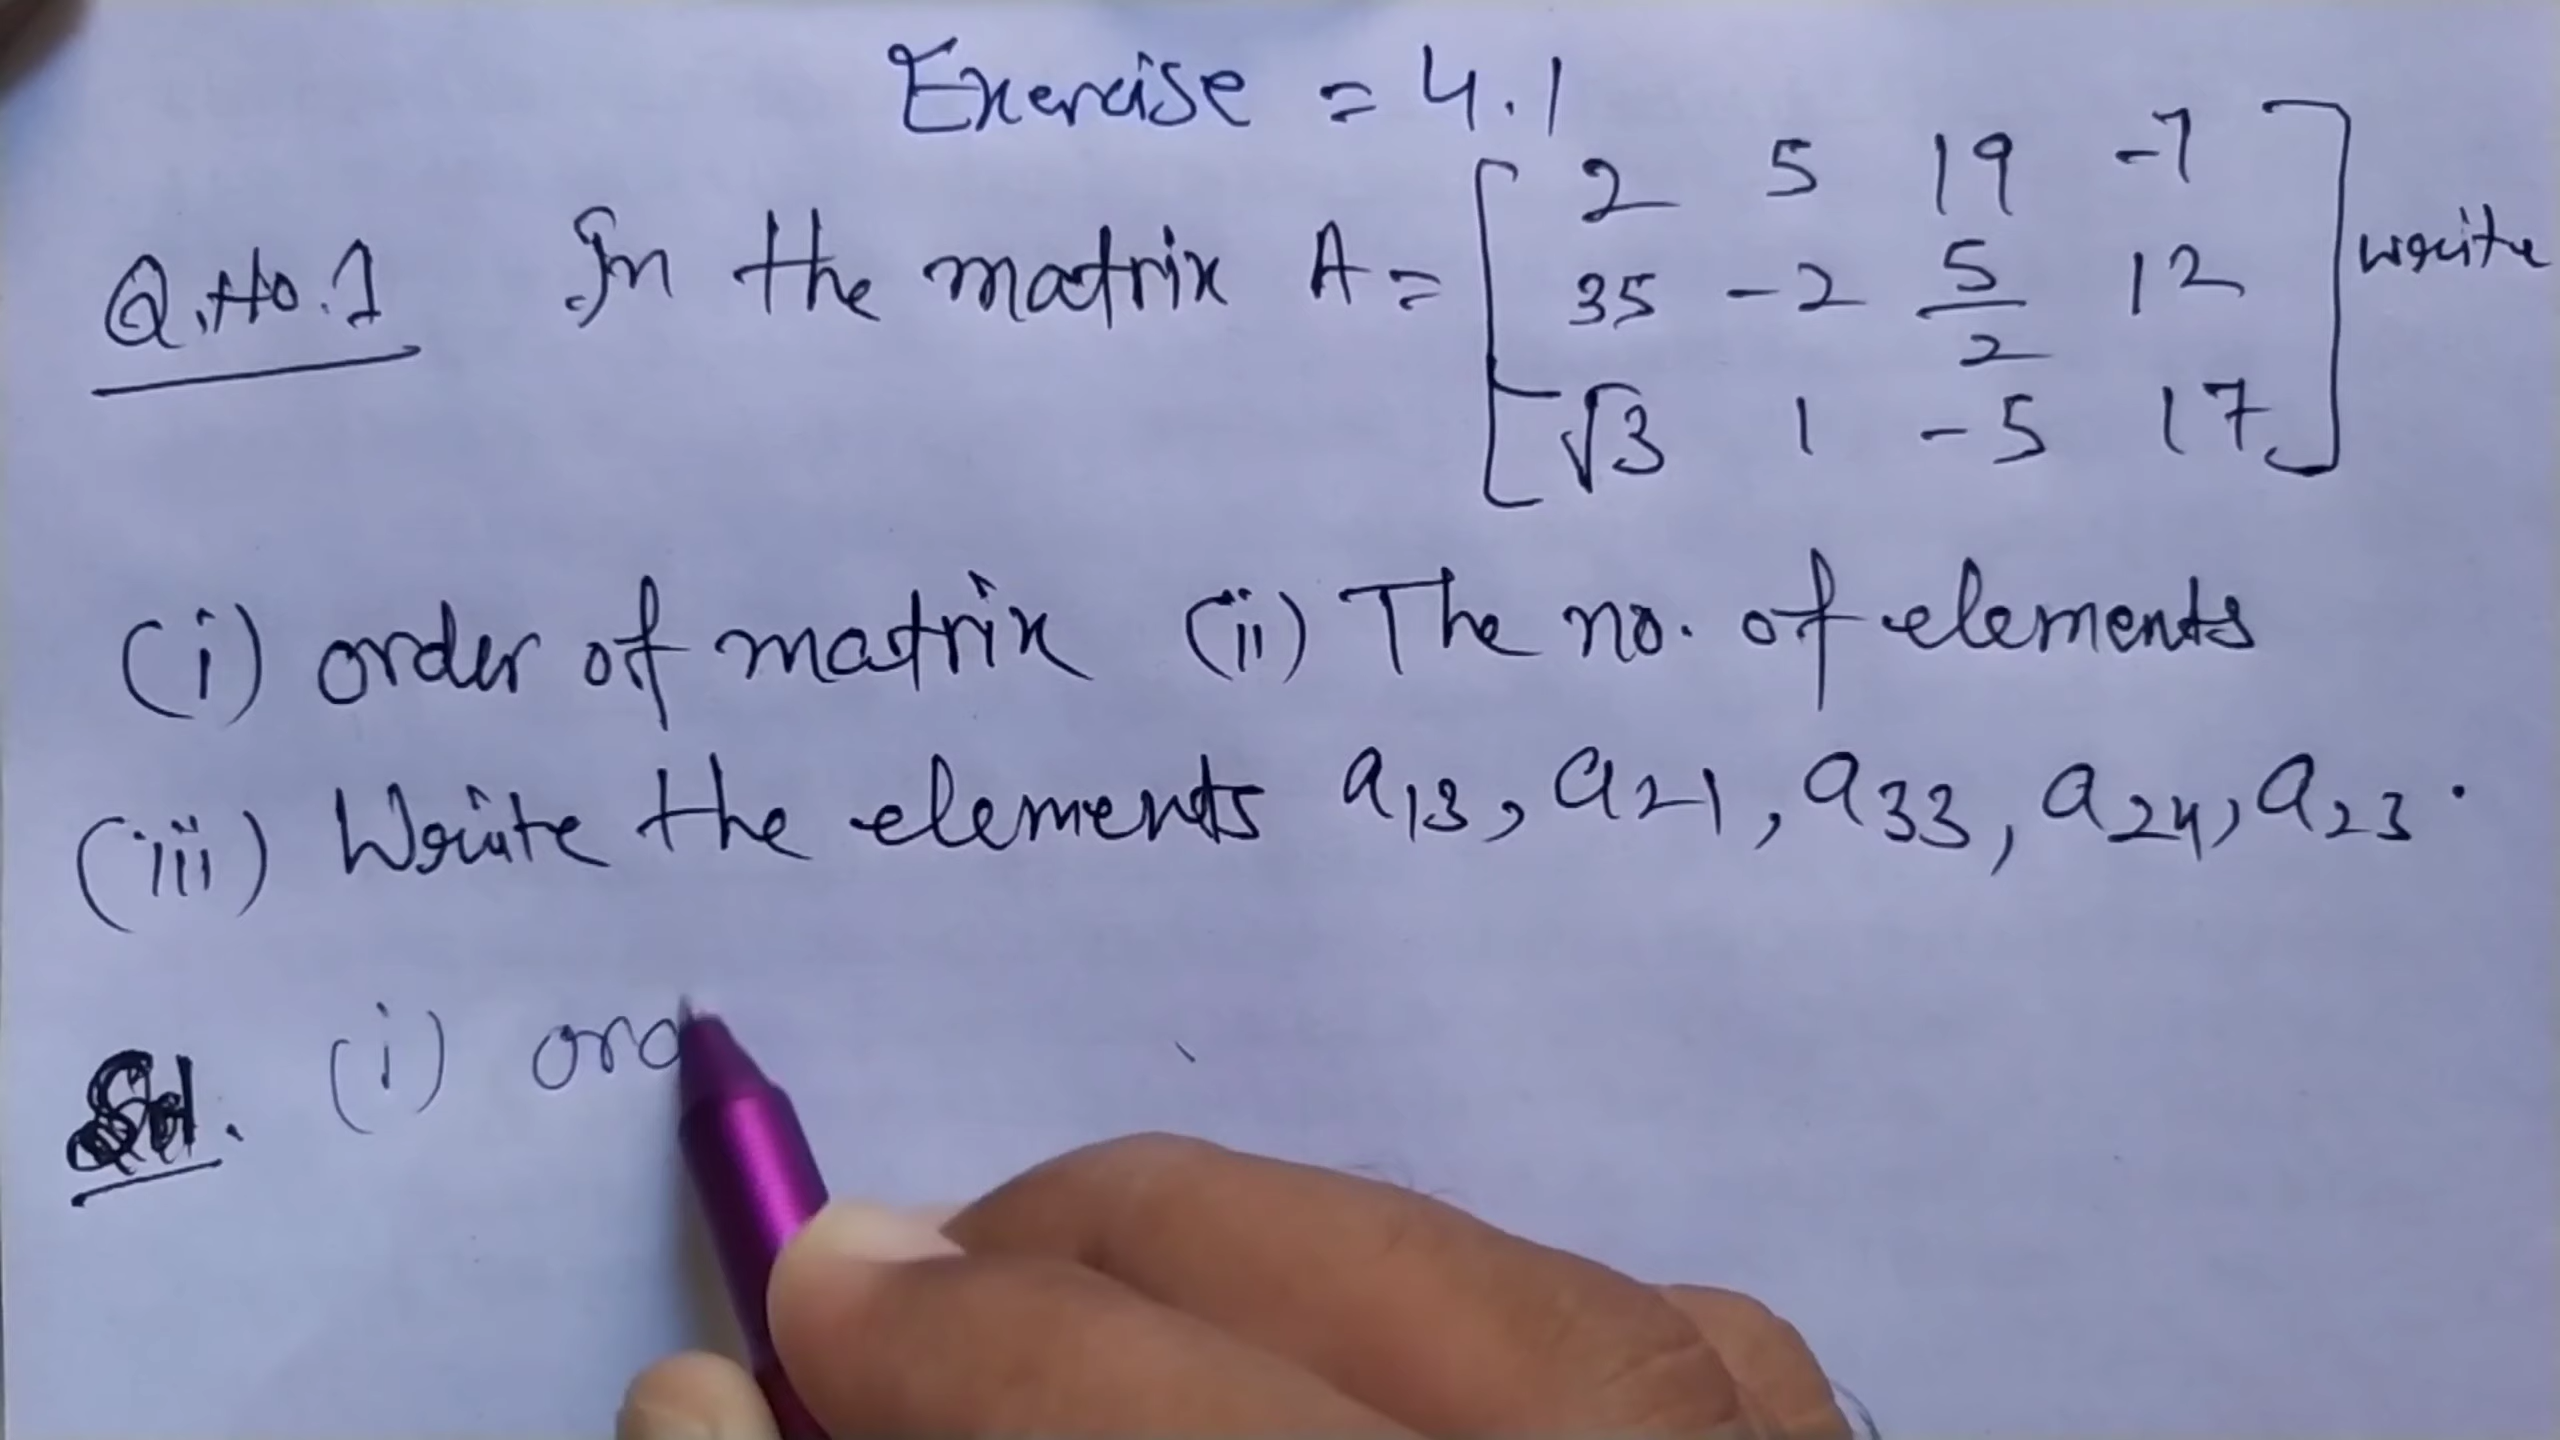 Exercise = 4.1
Q.No.1 In the matrix A = [ 2 5 19 -7 ] write
35 -2 5/2 12
√3 1 -5 17
(i) order of matrix (ii) The no. of elements
(iii) Write the elements a13, a21, a33, a24, a23.
Sol. (i) ord